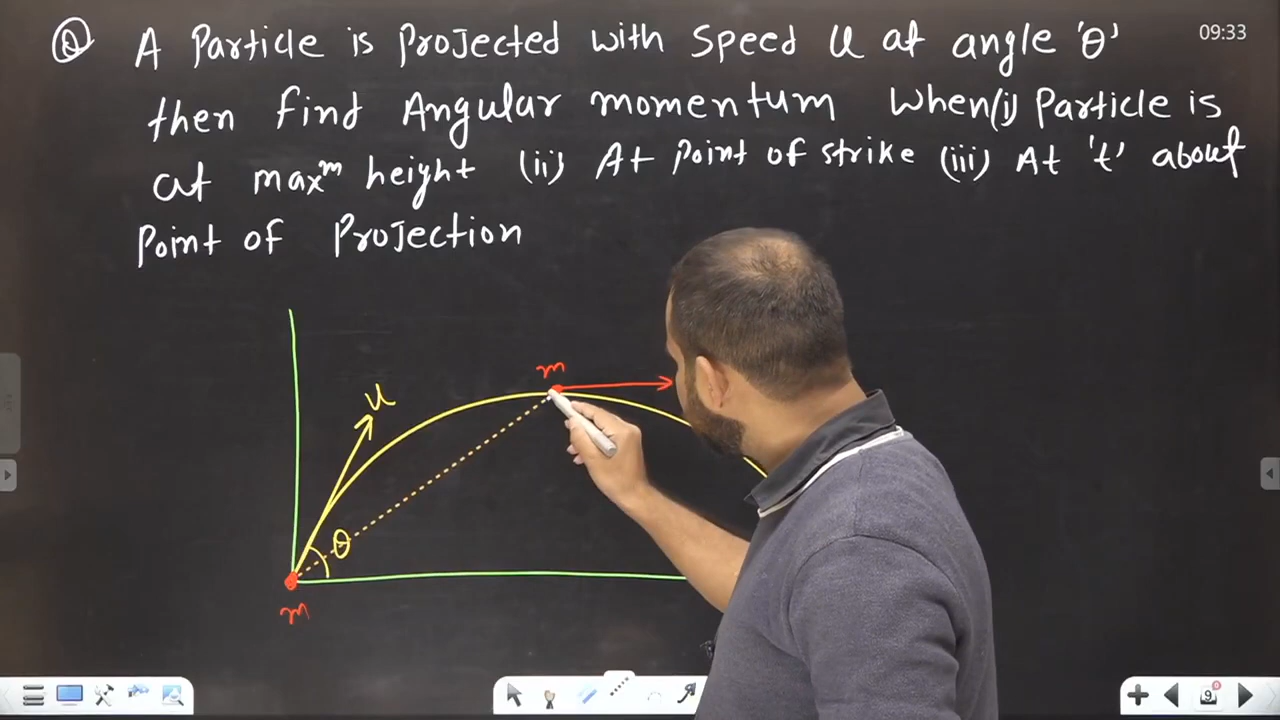 Q A Particle is Projected with Speed u at angle 'θ'
09:33
then find Angular momentum When (i) Particle is
at maxᵐ height (ii) At Point of strike (iii) At 't' about
Point of Projection
m
u
θ
m
9